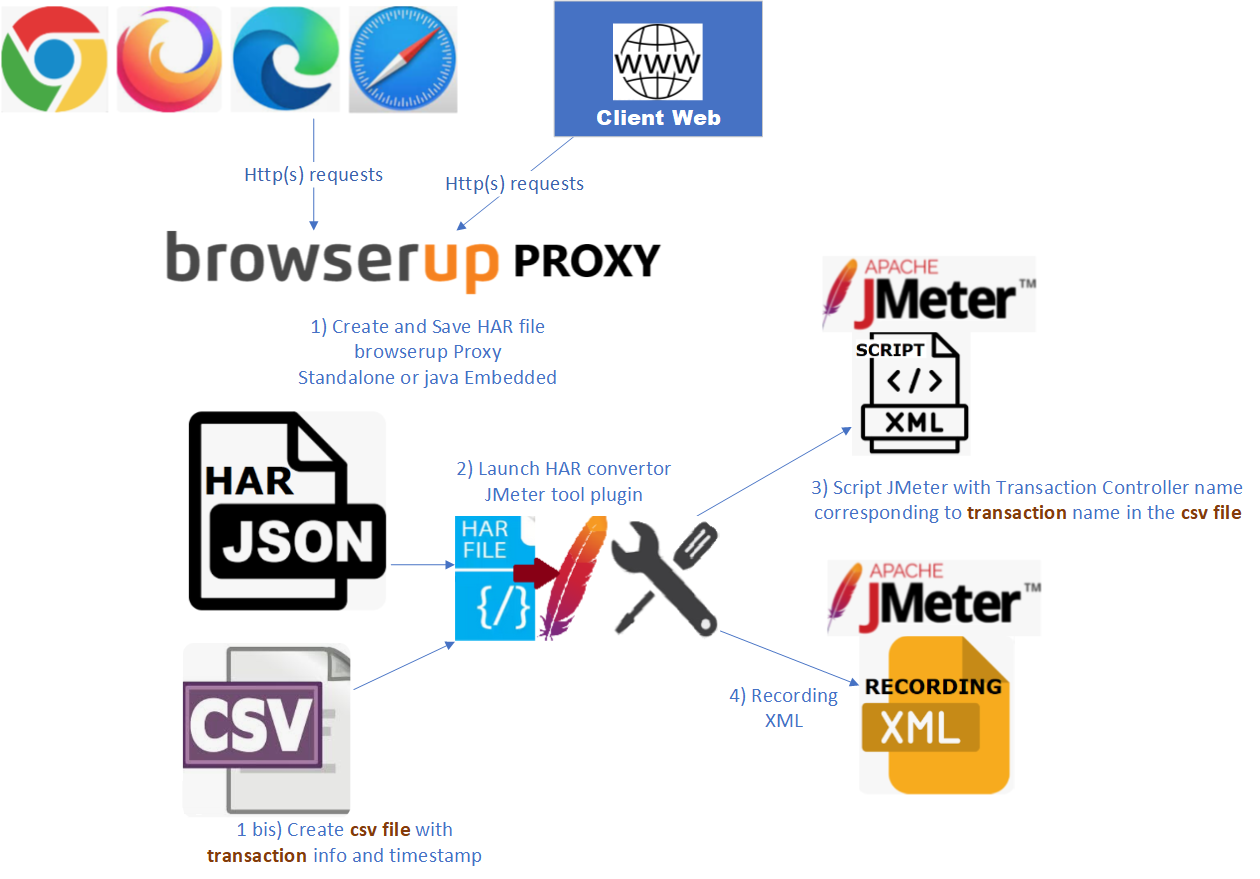 WWW
Client Web
Http(s) requests
Http(s) requests
browserup PROXY
1) Create and Save HAR file
browserup Proxy
Standalone or java Embedded
APACHE
JMeter™
SCRIPT
</>
XML
HAR
JSON
2) Launch HAR convertor
JMeter tool plugin
HAR
FILE
{/}
3) Script JMeter with Transaction Controller name
corresponding to transaction name in the csv file
APACHE
JMeter™
RECORDING
XML
4) Recording
XML
CSV
1 bis) Create csv file with
transaction info and timestamp